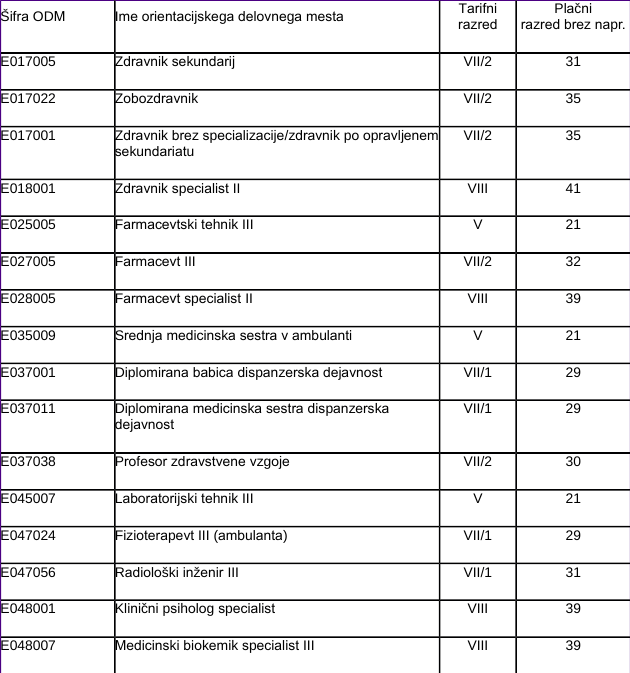 Šifra ODM Ime orientacijskega delovnega mesta Tarifni razred Plačni razred brez napr.
E017005 Zdravnik sekundarij VII/2 31
E017022 Zobozdravnik VII/2 35
E017001 Zdravnik brez specializacije/zdravnik po opravljenem VII/2 35
sekundariatu
E018001 Zdravnik specialist II VIII 41
E025005 Farmacevtski tehnik III V 21
E027005 Farmacevt III VII/2 32
E028005 Farmacevt specialist II VIII 39
E035009 Srednja medicinska sestra v ambulanti V 21
E037001 Diplomirana babica dispanzerska dejavnost VII/1 29
E037011 Diplomirana medicinska sestra dispanzerska VII/1 29
dejavnost
E037038 Profesor zdravstvene vzgoje VII/2 30
E045007 Laboratorijski tehnik III V 21
E047024 Fizioterapevt III (ambulanta) VII/1 29
E047056 Radiološki inženir III VII/1 31
E048001 Klinični psiholog specialist VIII 39
E048007 Medicinski biokemik specialist III VIII 39